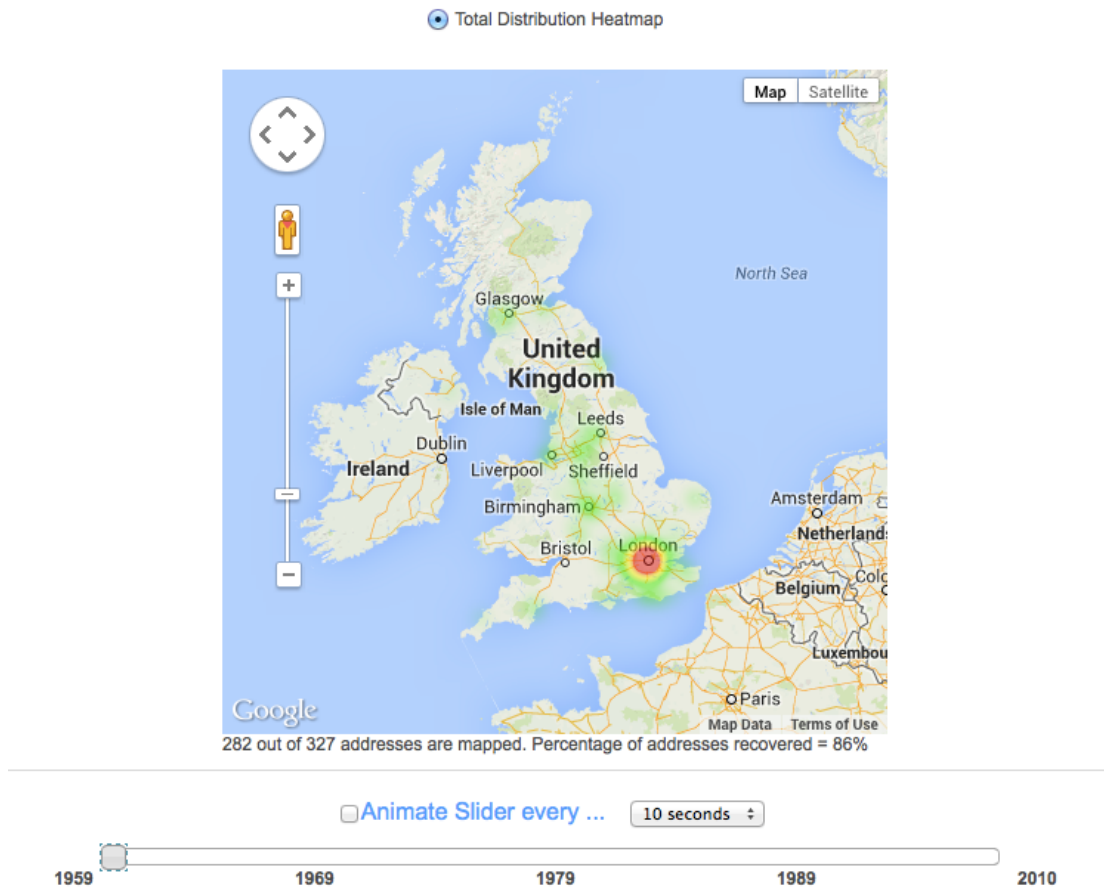 Total Distribution Heatmap
Map Satellite
North Sea
Glasgow
United
Kingdom
Isle of Man
Leeds
Dublin
Ireland
Liverpool
Sheffield
Amsterdam
Birmingham
Netherlands
Bristol
London
Colo
Belgium
Luxembou
Paris
Google
Map Data Terms of Use
282 out of 327 addresses are mapped. Percentage of addresses recovered = 86%
Animate Slider every ... 10 seconds
1959 1969 1979 1989 2010